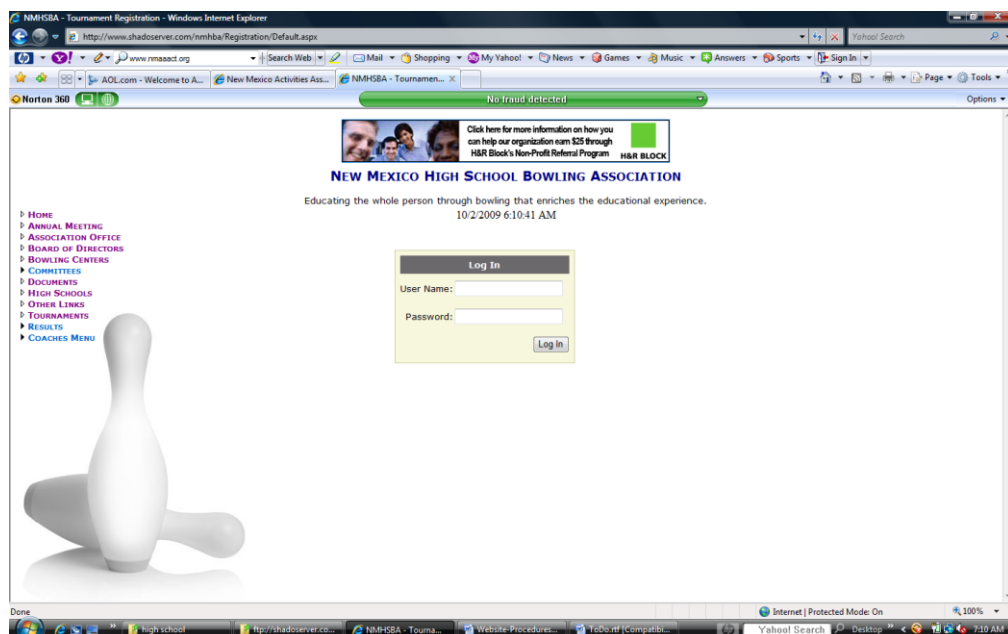 NMHSBA - Tournament Registration - Windows Internet Explorer
http://www.shadoserver.com/nmhba/Registration/Default.aspx
Yahoo! Search
www.nmaaact.org
Search Web
Mail
Shopping
My Yahoo!
News
Games
Music
Answers
Sports
Sign In
AOL.com - Welcome to A...
New Mexico Activities Ass...
NMHSBA - Tournamen...
Page
Tools
Norton 360
No fraud detected
Options
Click here for more information on how you
can help our organization earn $25 through
H&R Block's Non-Profit Referral Program
H&R BLOCK
NEW MEXICO HIGH SCHOOL BOWLING ASSOCIATION
Educating the whole person through bowling that enriches the educational experience.
10/2/2009 6:10:41 AM
HOME
ANNUAL MEETING
ASSOCIATION OFFICE
BOARD OF DIRECTORS
BOWLING CENTERS
COMMITTEES
DOCUMENTS
HIGH SCHOOLS
OTHER LINKS
TOURNAMENTS
RESULTS
COACHES MENU
Log In
User Name:
Password:
Log In
Done
Internet | Protected Mode: On
100%
high school
ftp://shadoserver.co...
NMHSBA - Tourna...
Website-Procedures...
ToDo.rtf [Compatibi...
Yahoo! Search
Desktop
7:10 AM